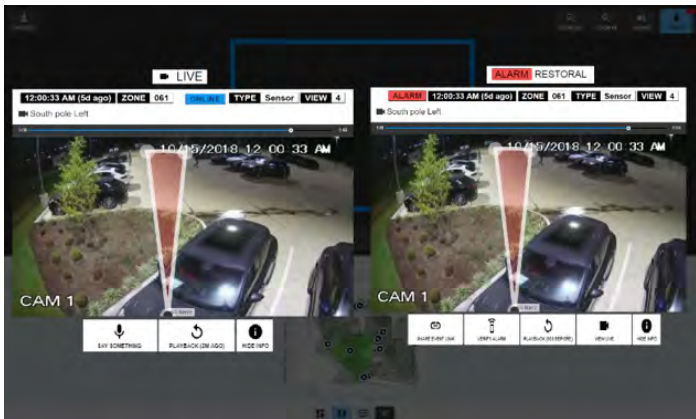 LIVE
12:00:33 AM (5d ago) ZONE 061 ONLINE TYPE Sensor VIEW 4
South pole Left
10/15/2018 12 00 33 AM
CAM 1
SAY SOMETHING
PLAYBACK (2M AGO)
HIDE INFO
ALARM RESTORAL
ALARM 12:00:33 AM (5d ago) ZONE 061 TYPE Sensor VIEW 4
South pole Left
10/15/2018 12 00 33 AM
CAM 1
SHARE EVENT LINK
VERIFY ALARM
VIEW LIVE
HIDE INFO